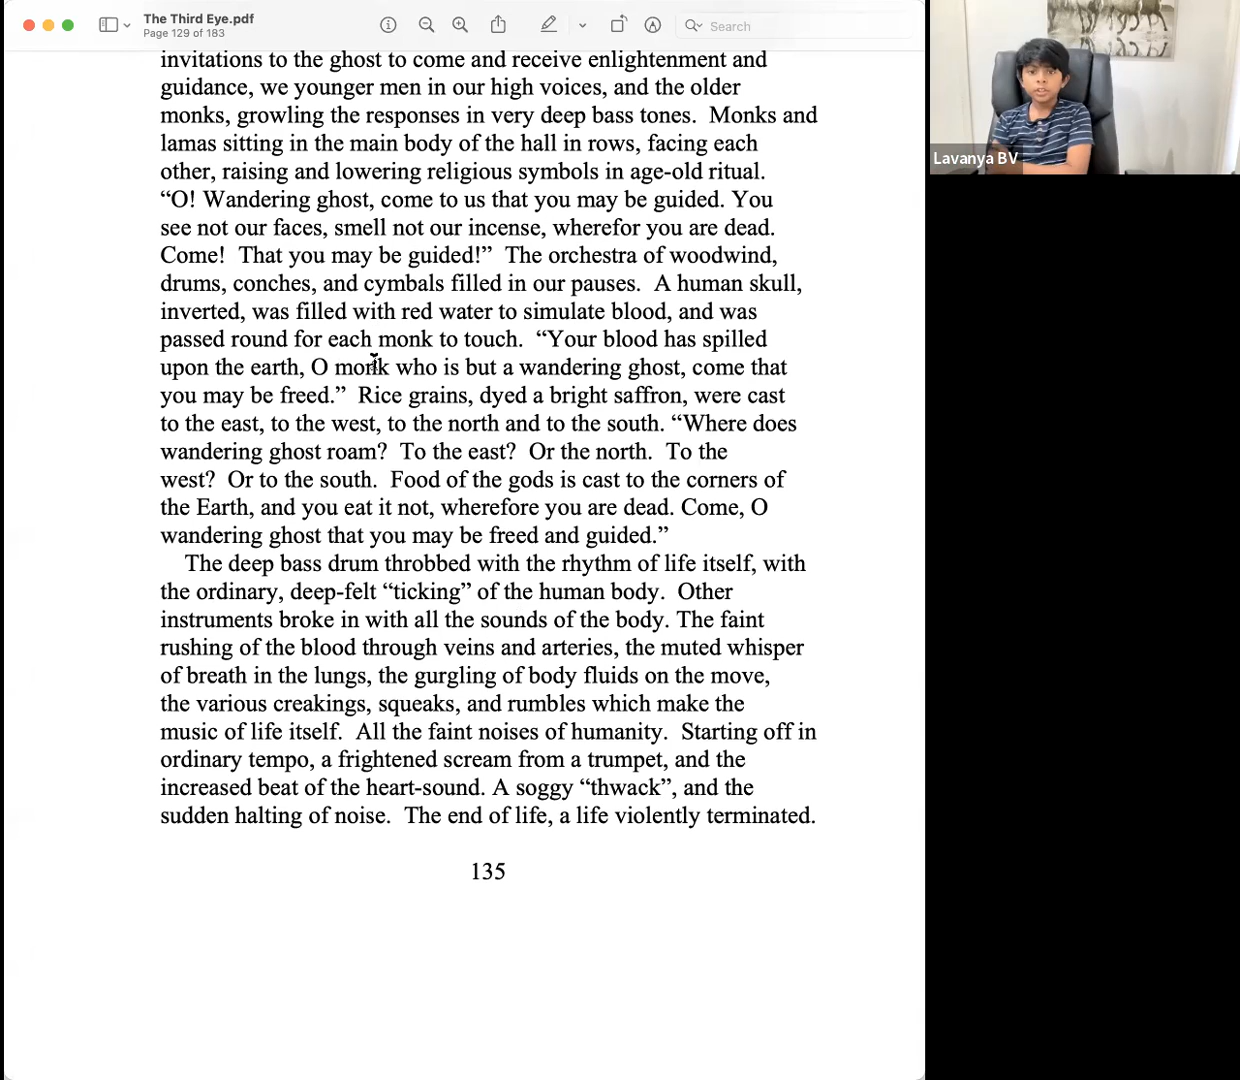 The Third Eye.pdf
Page 129 of 183
Search
invitations to the ghost to come and receive enlightenment and
guidance, we younger men in our high voices, and the older
monks, growling the responses in very deep bass tones.  Monks and
lamas sitting in the main body of the hall in rows, facing each
other, raising and lowering religious symbols in age-old ritual.
“O! Wandering ghost, come to us that you may be guided. You
see not our faces, smell not our incense, wherefor you are dead.
Come!  That you may be guided!”  The orchestra of woodwind,
drums, conches, and cymbals filled in our pauses.  A human skull,
inverted, was filled with red water to simulate blood, and was
passed round for each monk to touch.  “Your blood has spilled
upon the earth, O monk who is but a wandering ghost, come that
you may be freed.”  Rice grains, dyed a bright saffron, were cast
to the east, to the west, to the north and to the south. “Where does
wandering ghost roam?  To the east?  Or the north.  To the
west?  Or to the south.  Food of the gods is cast to the corners of
the Earth, and you eat it not, wherefore you are dead. Come, O
wandering ghost that you may be freed and guided.”
The deep bass drum throbbed with the rhythm of life itself, with
the ordinary, deep-felt “ticking” of the human body.  Other
instruments broke in with all the sounds of the body. The faint
rushing of the blood through veins and arteries, the muted whisper
of breath in the lungs, the gurgling of body fluids on the move,
the various creakings, squeaks, and rumbles which make the
music of life itself.  All the faint noises of humanity.  Starting off in
ordinary tempo, a frightened scream from a trumpet, and the
increased beat of the heart-sound. A soggy “thwack”, and the
sudden halting of noise.  The end of life, a life violently terminated.
135
Lavanya BV